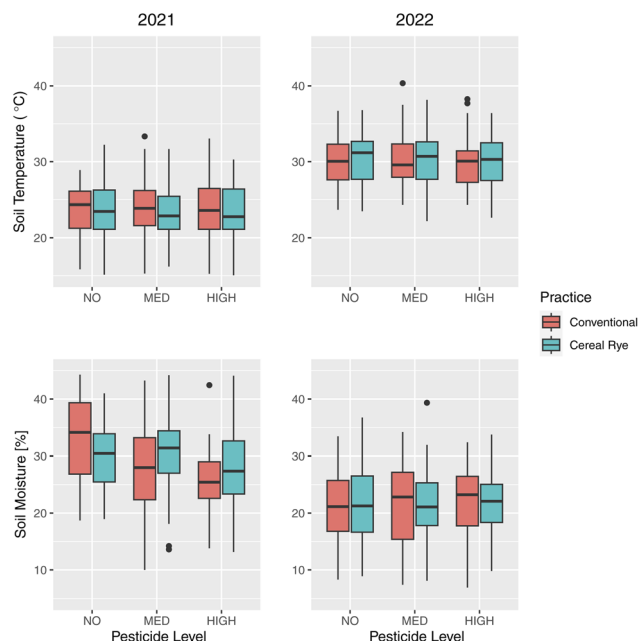 2021 2022
Soil Temperature ( °C)
40
30
20
NO MED HIGH
40
30
20
NO MED HIGH
Practice
Conventional
Cereal Rye
Soil Moisture [%]
40
30
20
10
NO MED HIGH
Pesticide Level
40
30
20
10
NO MED HIGH
Pesticide Level